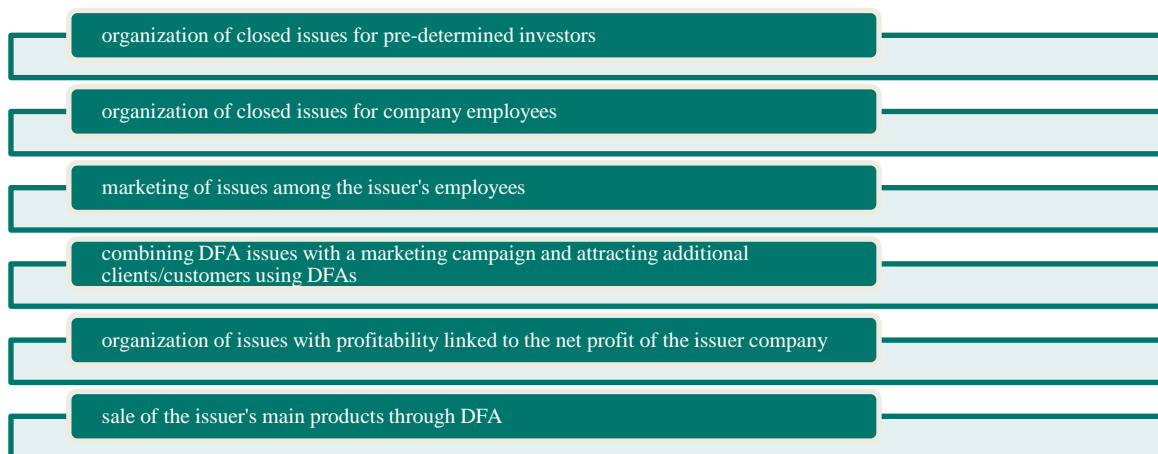 organization of closed issues for pre-determined investors
organization of closed issues for company employees
marketing of issues among the issuer's employees
combining DFA issues with a marketing campaign and attracting additional
clients/customers using DFAs
organization of issues with profitability linked to the net profit of the issuer company
sale of the issuer's main products through DFA